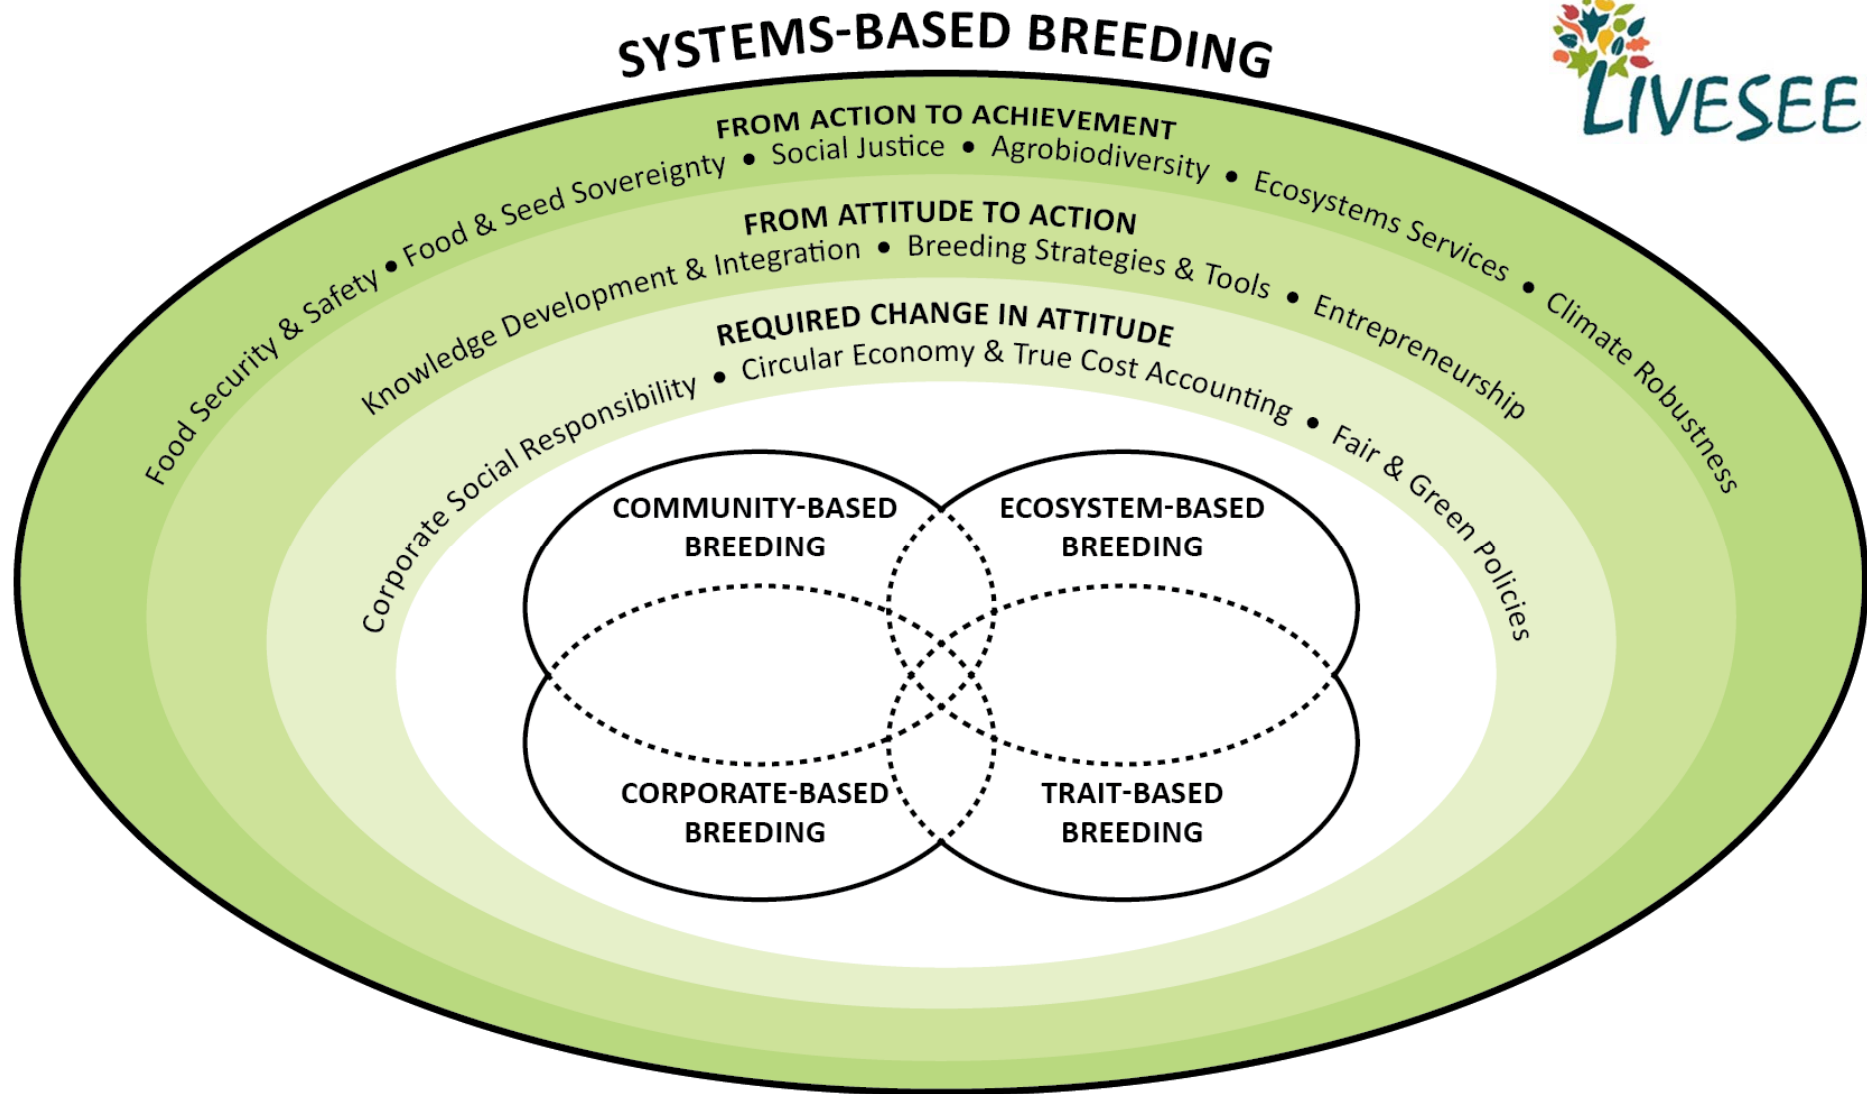 SYSTEMS-BASED BREEDING
LIVESEE
FROM ACTION TO ACHIEVEMENT
Food Security & Safety • Food & Seed Sovereignty • Social Justice • Agrobiodiversity • Ecosystems Services • Climate Robustness
FROM ATTITUDE TO ACTION
Knowledge Development & Integration • Breeding Strategies & Tools • Entrepreneurship
REQUIRED CHANGE IN ATTITUDE
Corporate Social Responsibility • Circular Economy & True Cost Accounting • Fair & Green Policies
COMMUNITY-BASED
BREEDING
ECOSYSTEM-BASED
BREEDING
CORPORATE-BASED
BREEDING
TRAIT-BASED
BREEDING